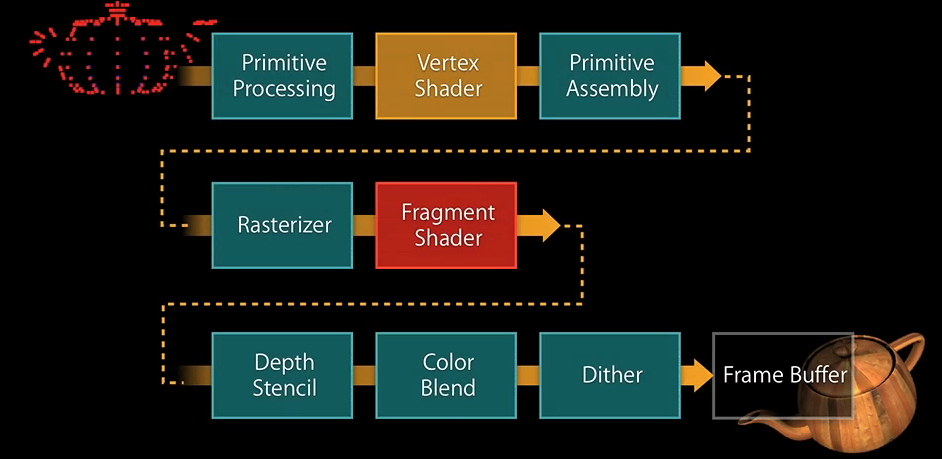 Primitive
Processing
Vertex
Shader
Primitive
Assembly
Rasterizer
Fragment
Shader
Depth
Stencil
Color
Blend
Dither
Frame Buffer